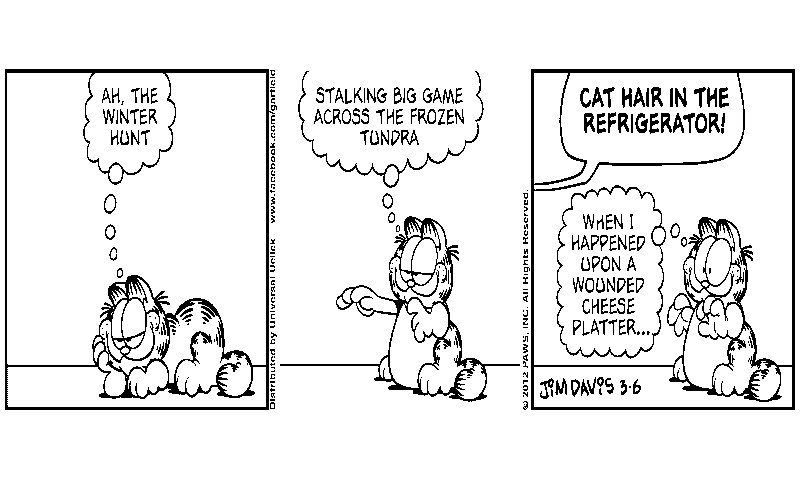 AH, THE
WINTER
HUNT
Distributed by Universal Uclick www.facebook.com/garfield
STALKING BIG GAME
ACROSS THE FROZEN
TUNDRA
© 2012 PAWS, INC. All Rights Reserved.
CAT HAIR IN THE
REFRIGERATOR!
WHEN I
HAPPENED
UPON A
WOUNDED
CHEESE
PLATTER...
JIM DAVIS 3-6